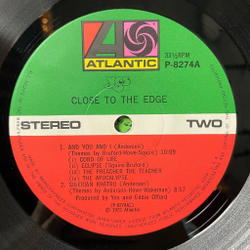 33⅓RPM
ATLANTIC
P-8274A
yes
CLOSE TO THE EDGE
STEREO
TWO
1. AND YOU AND I (Anderson)
(Themes by Bruford-Howe-Squire) 10:09
(i) CORD OF LIFE
(ii) ECLIPSE (Squire-Bruford)
(iii) THE PREACHER THE TEACHER
(iv) THE APOCALYPSE
2. SIBERIAN KHATRU (Anderson)
(Themes by Anderson-Howe-Wakeman) 8:57
Produced by Yes and Eddie Offord